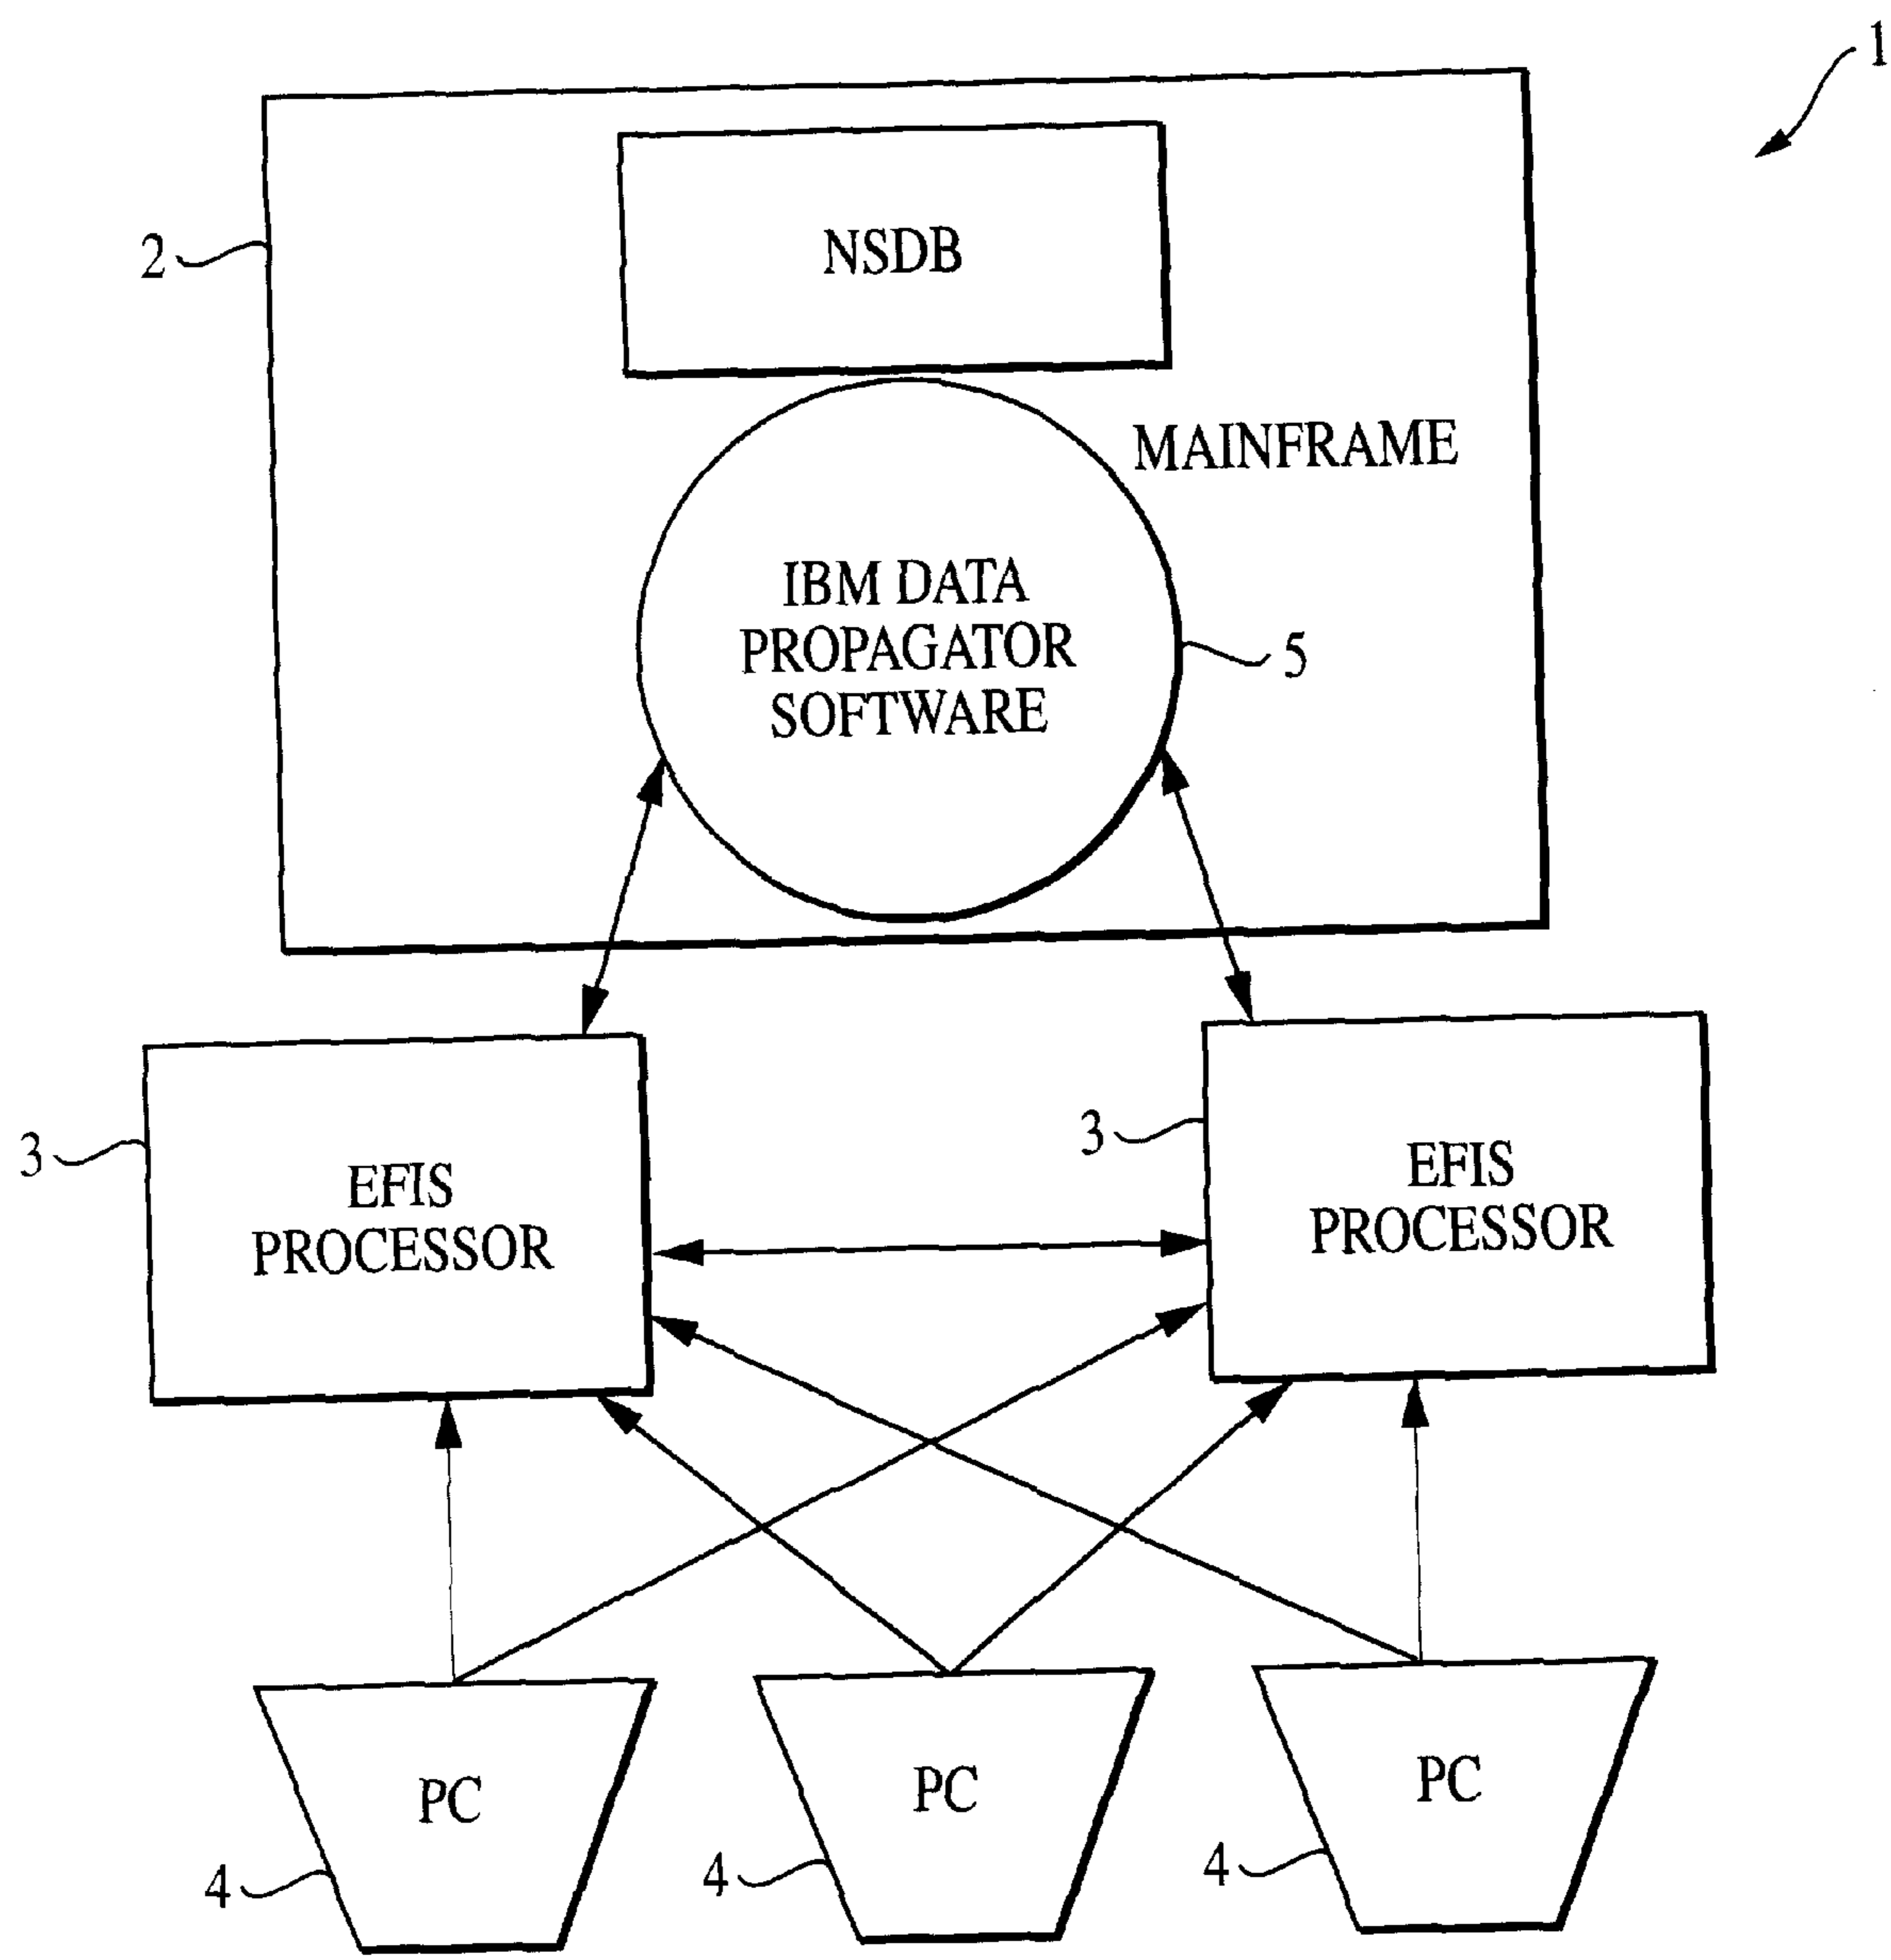 1
NSDB
2
MAINFRAME
IBM DATA
PROPAGATOR
SOFTWARE
5
3
EFIS
PROCESSOR
3
EFIS
PROCESSOR
PC
4
PC
4
PC
4